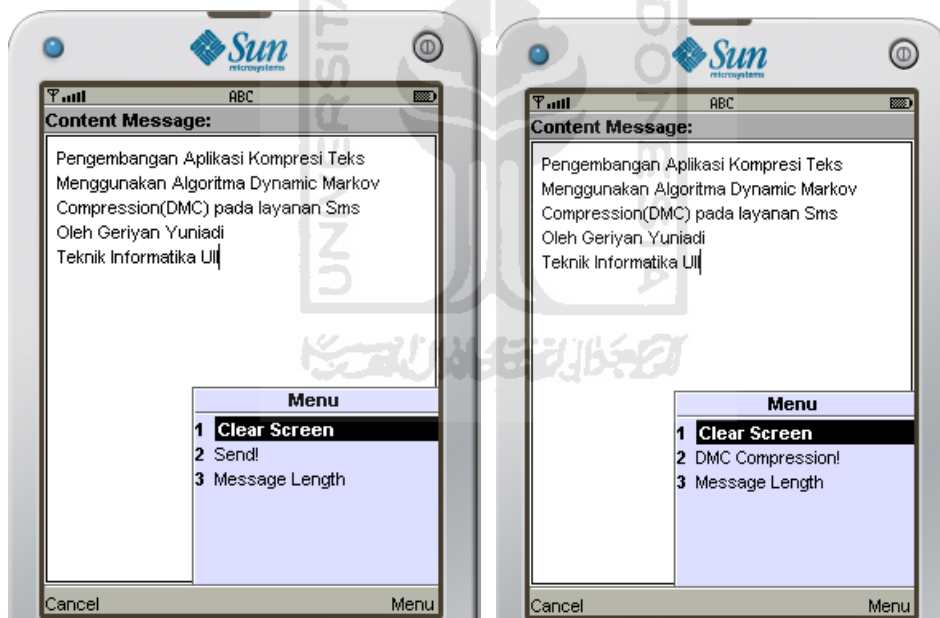 Sun
microsystems
ABC
Content Message:
Pengembangan Aplikasi Kompresi Teks
Menggunakan Algoritma Dynamic Markov
Compression(DMC) pada layanan Sms
Oleh Geriyan Yuniadi
Teknik Informatika UII
Menu
1 Clear Screen
2 Send!
3 Message Length
Cancel Menu
Sun
microsystems
ABC
Content Message:
Pengembangan Aplikasi Kompresi Teks
Menggunakan Algoritma Dynamic Markov
Compression(DMC) pada layanan Sms
Oleh Geriyan Yuniadi
Teknik Informatika UII
Menu
1 Clear Screen
2 DMC Compression!
3 Message Length
Cancel Menu